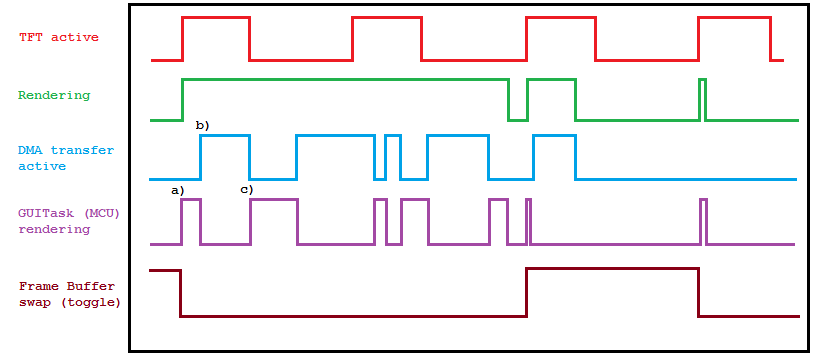 TFT active
Rendering
b)
DMA transfer
active
a)
c)
GUITask (MCU)
rendering
Frame Buffer
swap (toggle)